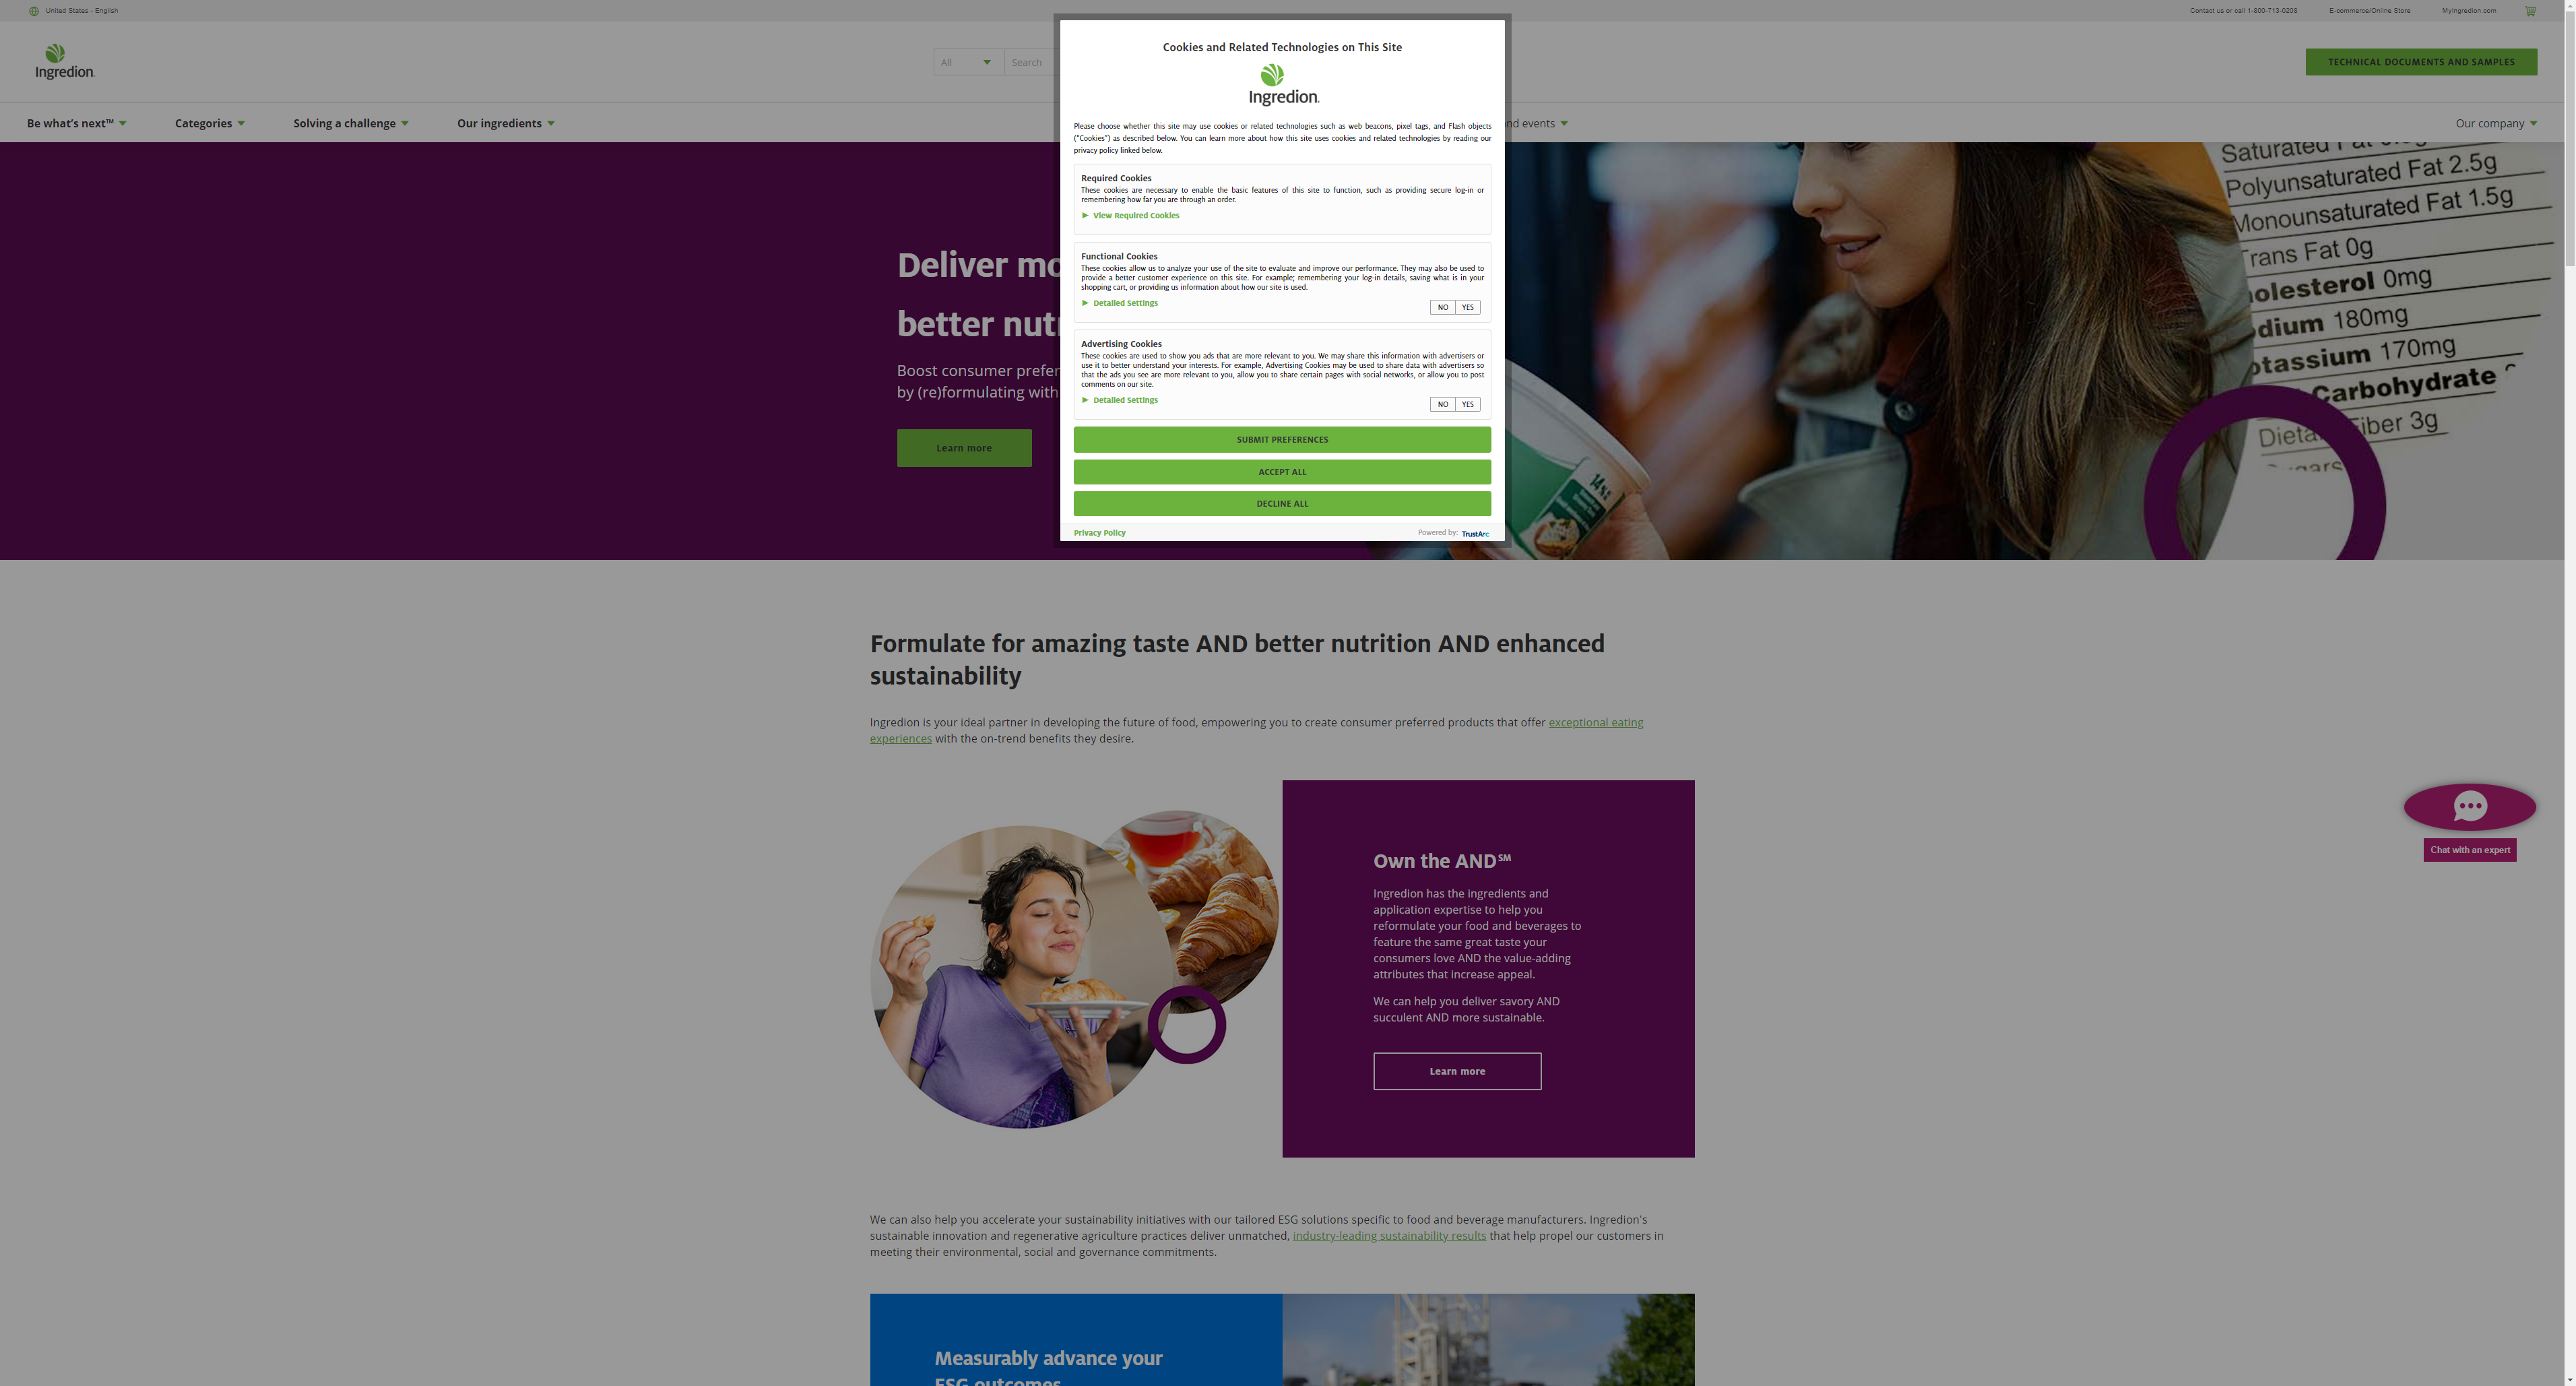 United States - English
Contact us or call 1-800-713-0208
E-commerce/Online Store
MyIngredion.com
Ingredion
All
Search
TECHNICAL DOCUMENTS AND SAMPLES
Be what's next™
Categories
Solving a challenge
Our ingredients
nd events
Our company
Cookies and Related Technologies on This Site
Ingredion
Please choose whether this site may use cookies or related technologies such as web beacons, pixel tags, and Flash objects
("Cookies") as described below. You can learn more about how this site uses cookies and related technologies by reading our
privacy policy linked below.
Required Cookies
These cookies are necessary to enable the basic features of this site to function, such as providing secure log-in or
remembering how far you are through an order.
View Required Cookies
Functional Cookies
These cookies allow us to analyze your use of the site to evaluate and improve our performance. They may also be used to
provide a better customer experience on this site. For example; remembering your log-in details, saving what is in your
shopping cart, or providing us information about how our site is used.
Detailed Settings
NO YES
Advertising Cookies
These cookies are used to show you ads that are more relevant to you. We may share this information with advertisers or
use it to better understand your interests. For example, Advertising Cookies may be used to share data with advertisers so
that the ads you see are more relevant to you, allow you to share certain pages with social networks, or allow you to post
comments on our site.
Detailed Settings
NO YES
SUBMIT PREFERENCES
ACCEPT ALL
DECLINE ALL
Privacy Policy
Powered by: TrustArc
Deliver mo
better nut
Boost consumer prefer
by (re)formulating with
Learn more
Saturated
Polyunsaturated Fat 2.5g
Monounsaturated Fat 1.5g
Trans Fat 0g
olesterol 0mg
dium 180mg
otassium 170mg
Carbohydrate
Dieta iber 3g
14g
Formulate for amazing taste AND better nutrition AND enhanced
sustainability
Ingredion is your ideal partner in developing the future of food, empowering you to create consumer preferred products that offer exceptional eating
experiences with the on-trend benefits they desire.
Own the AND℠
Ingredion has the ingredients and
application expertise to help you
reformulate your food and beverages to
feature the same great taste your
consumers love AND the value-adding
attributes that increase appeal.
We can help you deliver savory AND
succulent AND more sustainable.
Learn more
Chat with an expert
We can also help you accelerate your sustainability initiatives with our tailored ESG solutions specific to food and beverage manufacturers. Ingredion's
sustainable innovation and regenerative agriculture practices deliver unmatched, industry-leading sustainability results that help propel our customers in
meeting their environmental, social and governance commitments.
Measurably advance your
ESG outcomes